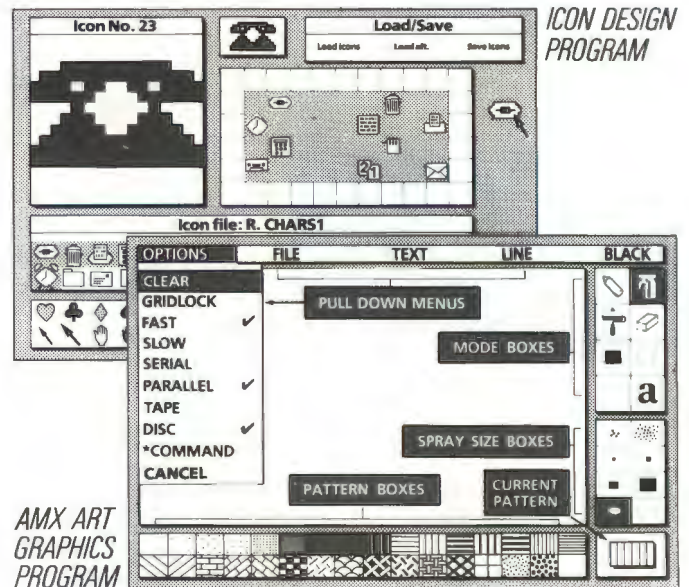 Icon No. 23
Load/Save
Load icons Load alt. Save icons
ICON DESIGN
PROGRAM
21
Icon file: R. CHARS1
OPTIONS FILE TEXT LINE BLACK
CLEAR
GRIDLOCK
FAST ✓
SLOW
SERIAL
PARALLEL ✓
TAPE
DISC ✓
*COMMAND
CANCEL
PULL DOWN MENUS
MODE BOXES
a
SPRAY SIZE BOXES
PATTERN BOXES
CURRENT
PATTERN
AMX ART
GRAPHICS
PROGRAM